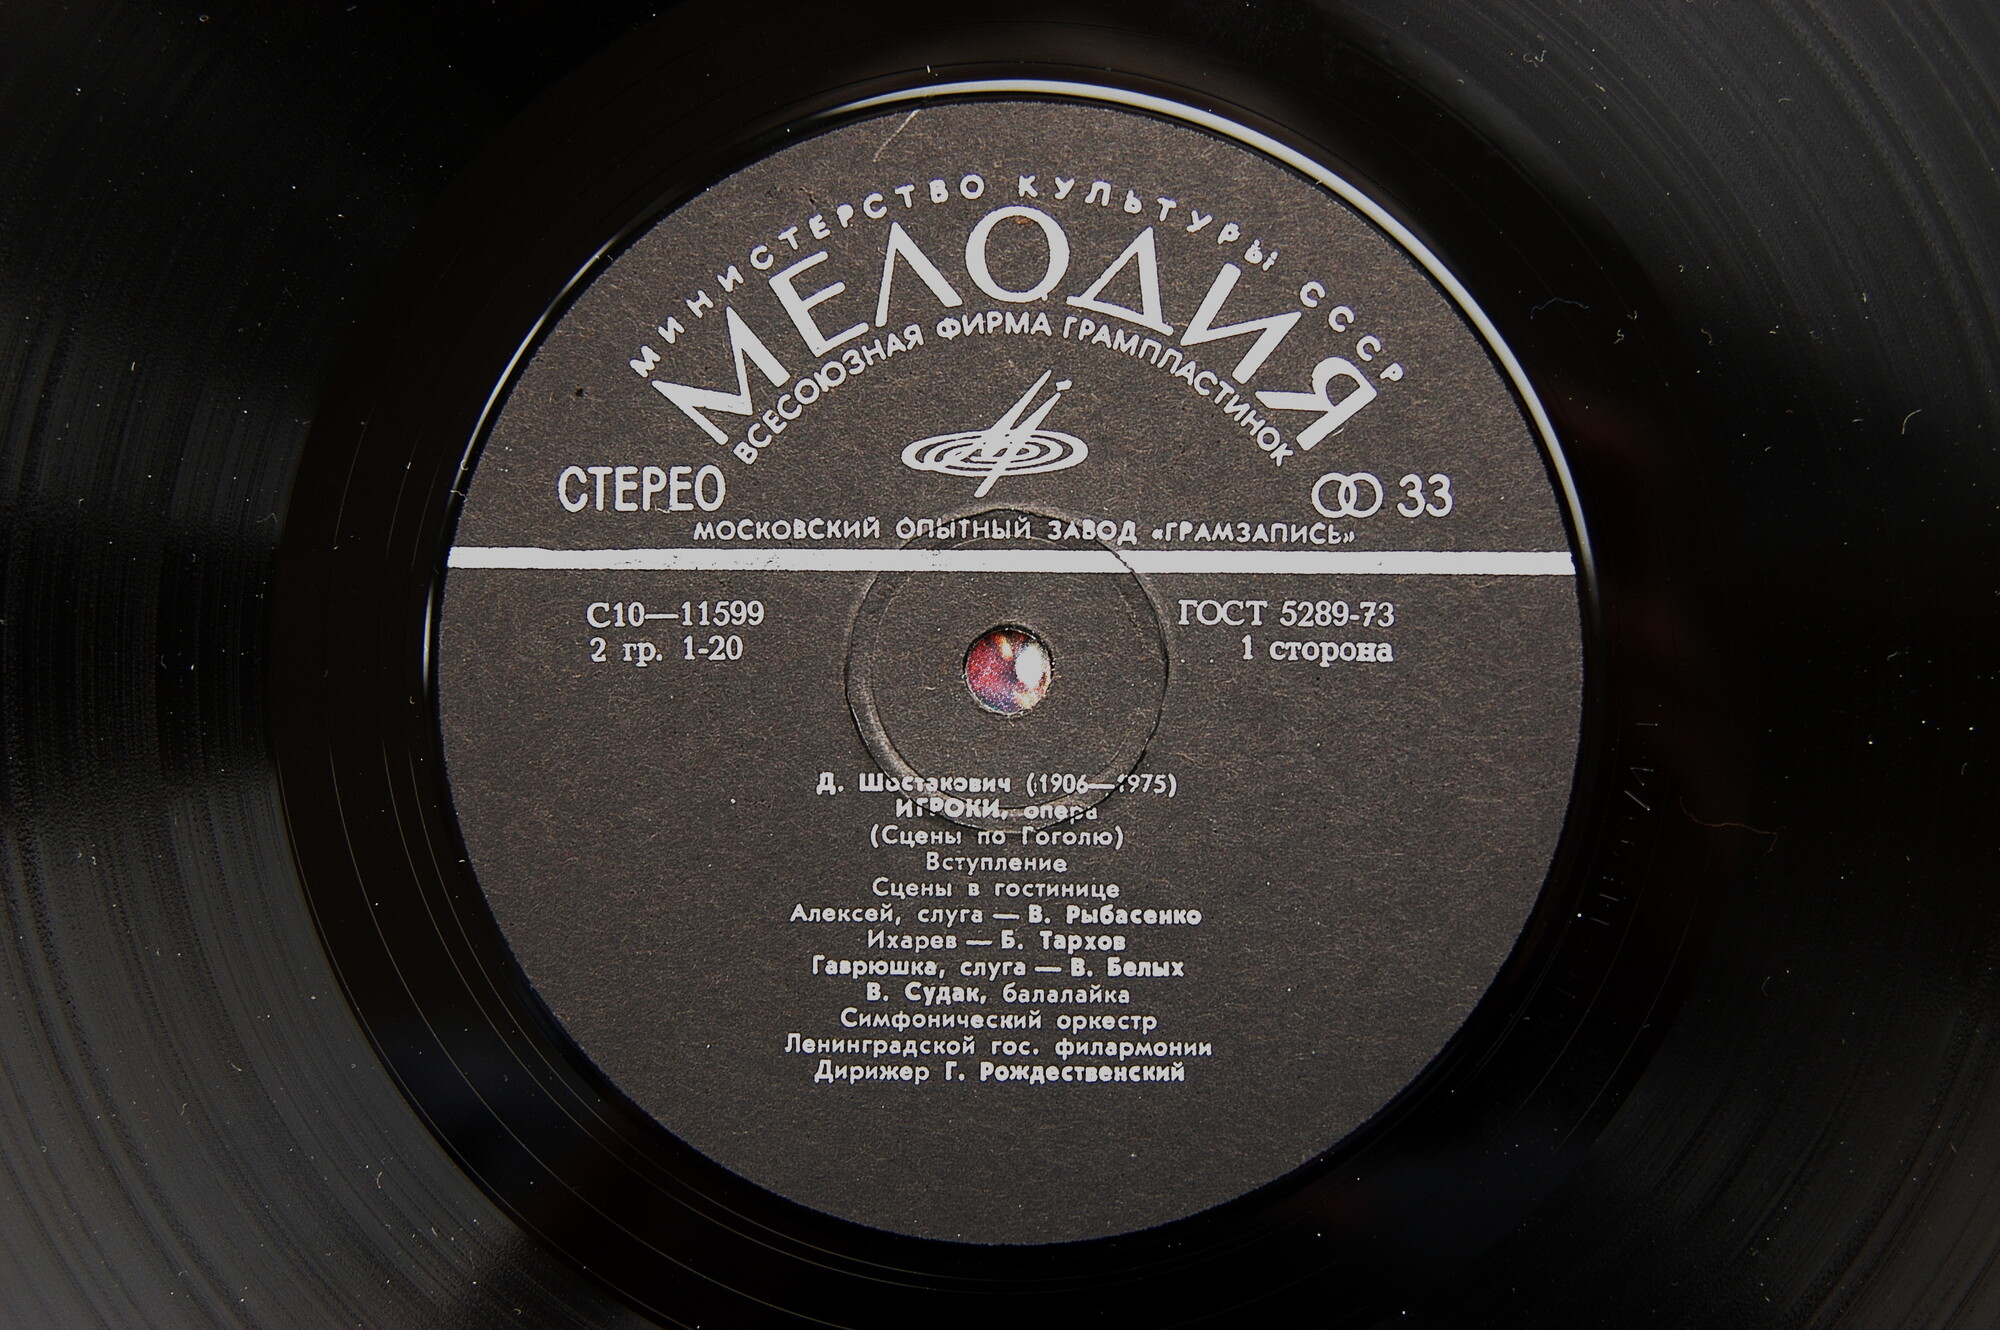 МИНИСТЕРСТВО КУЛЬТУРЫ СССР
МЕЛОДИЯ
ВСЕСОЮЗНАЯ ФИРМА ГРАМПЛАСТИНОК
СТЕРЕО
33
МОСКОВСКИЙ ОПЫТНЫЙ ЗАВОД «ГРАМЗАПИСЬ»
С10—11599
ГОСТ 5289-73
2 гр. 1-20
1 сторона
Д. Шостакович (1906—1975)
ИГРОКИ, опера
(Сцены по Гоголю)
Вступление
Сцены в гостинице
Алексей, слуга — В. Рыбасенко
Ихарев — Б. Тархов
Гаврюшка, слуга — В. Белых
В. Судак, балалайка
Симфонический оркестр
Ленинградской гос. филармонии
Дирижер Г. Рождественский